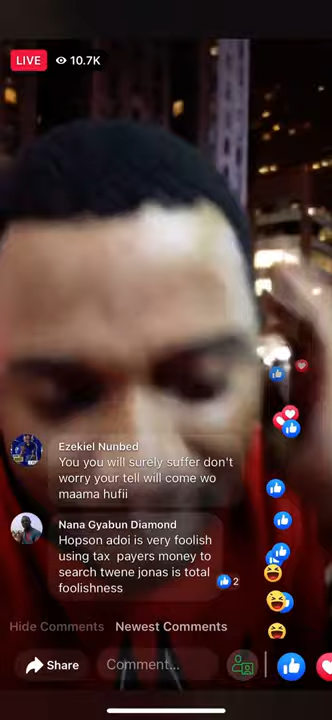 LIVE 10.7K
Ezekiel Nunbed
You you will surely suffer don't
worry your tell will come wo
maama hufii
Nana Gyabun Diamond
Hopson adoi is very foolish
using tax payers money to
search twene jonas is total
foolishness
2
Hide Comments Newest Comments
Share Comment...